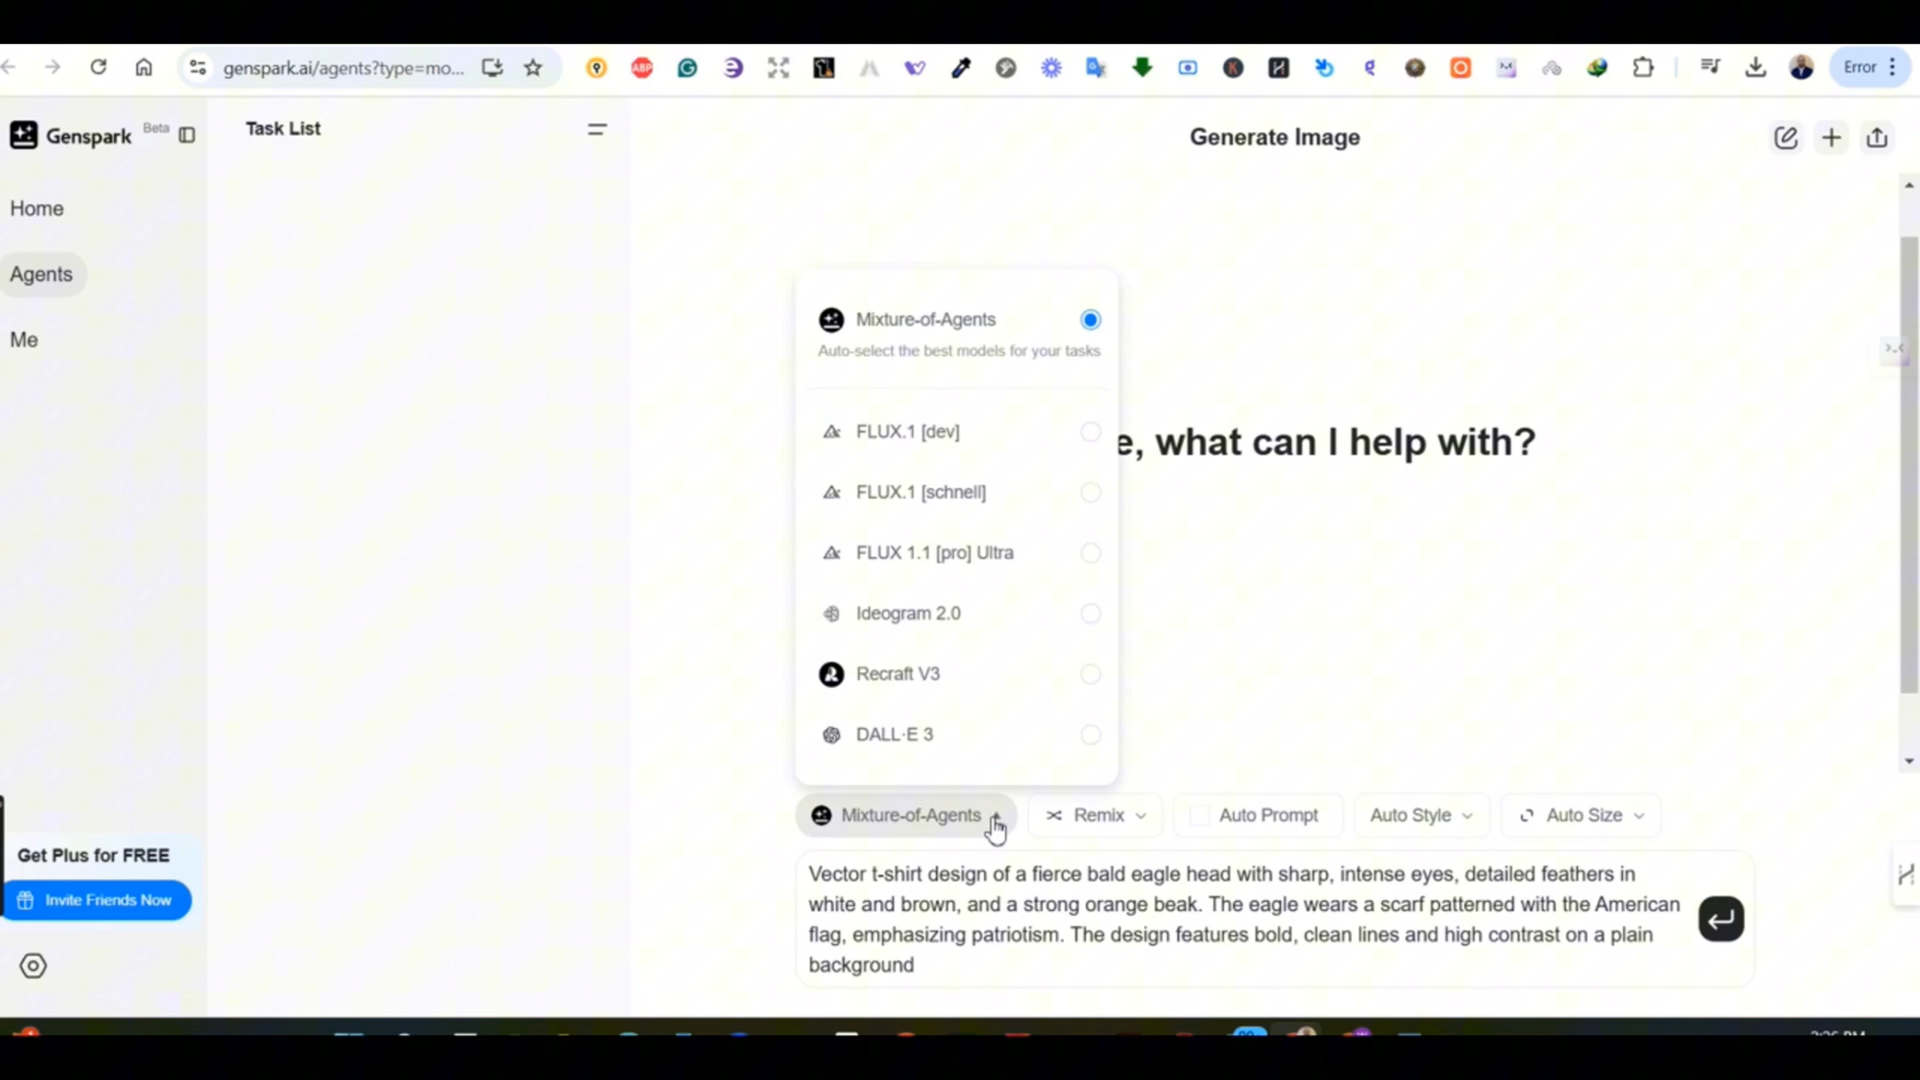 genspark.ai/agents?type=mo...
ABP
Error
Genspark
Beta
Task List
Generate Image
Home
Agents
Me
Mixture-of-Agents
Auto-select the best models for your tasks
FLUX.1 [dev]
e, what can I help with?
FLUX.1 [schnell]
FLUX 1.1 [pro] Ultra
Ideogram 2.0
Recraft V3
DALL·E 3
Mixture-of-Agents
Remix
Auto Prompt
Auto Style
Auto Size
Get Plus for FREE
Invite Friends Now
Vector t-shirt design of a fierce bald eagle head with sharp, intense eyes, detailed feathers in
white and brown, and a strong orange beak. The eagle wears a scarf patterned with the American
flag, emphasizing patriotism. The design features bold, clean lines and high contrast on a plain
background